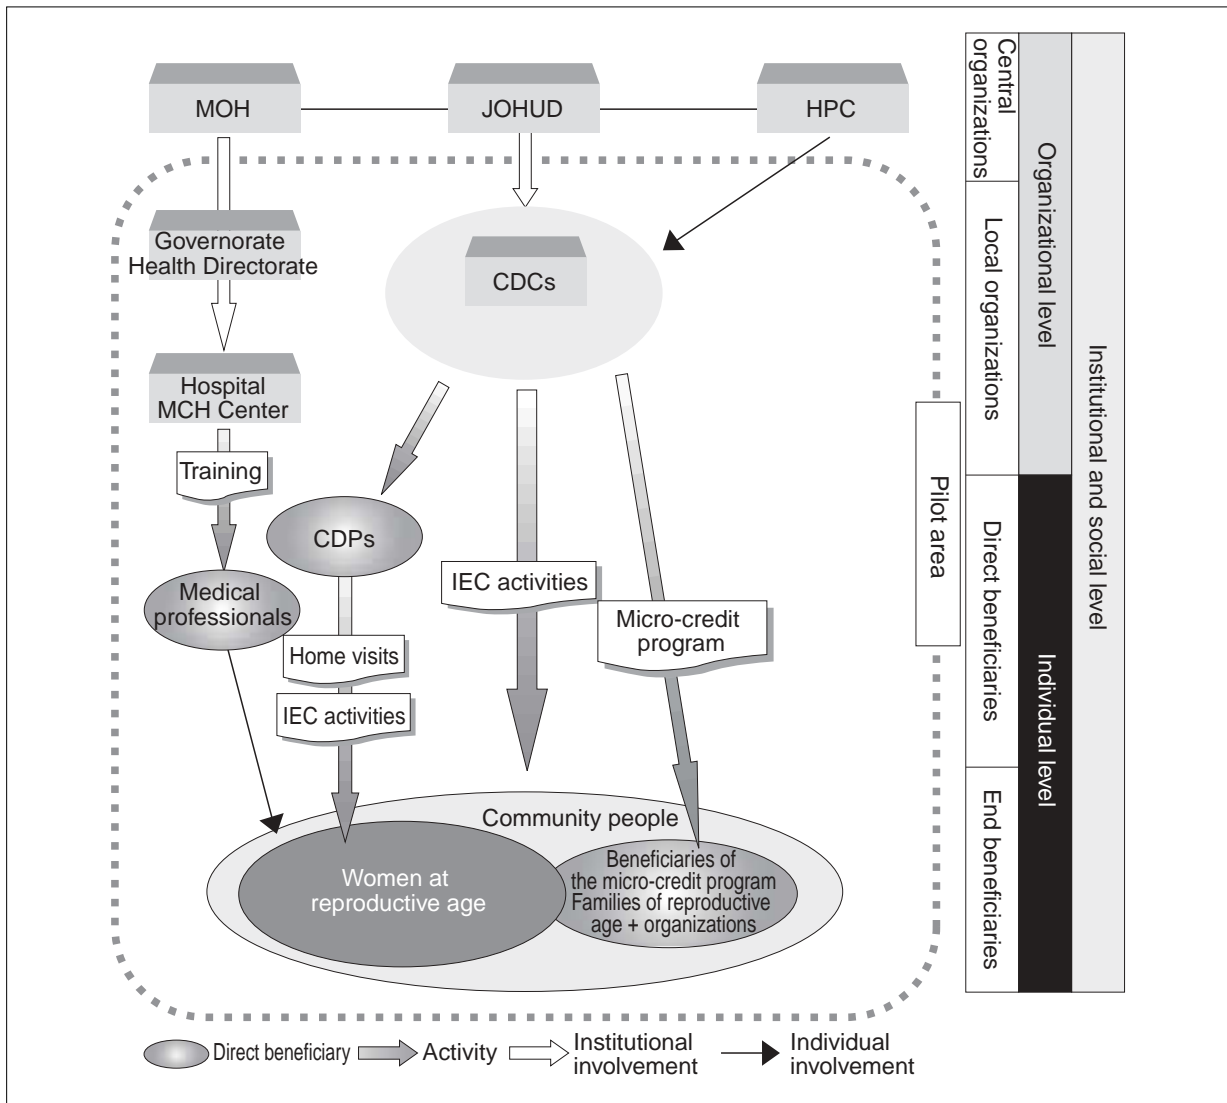 MOH
JOHUD
HPC
Governorate
Health Directorate
CDCs
Hospital
MCH Center
Training
CDPs
Medical
professionals
IEC activities
Micro-credit
program
Home visits
IEC activities
Community people
Women at
reproductive age
Beneficiaries of
the micro-credit program
Families of reproductive
age + organizations
Pilot area
Central
organizations
Local organizations
Direct beneficiaries
End beneficiaries
Organizational level
Individual level
Institutional and social level
Direct beneficiary
Activity
Institutional
involvement
Individual
involvement